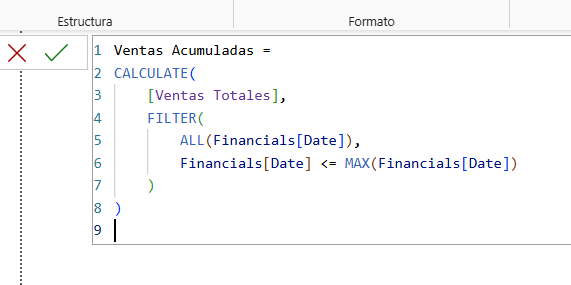 Estructura Formato
1 Ventas Acumuladas =
2 CALCULATE(
3     [Ventas Totales],
4     FILTER(
5         ALL(Financials[Date]),
6         Financials[Date] <= MAX(Financials[Date])
7     )
8 )
9